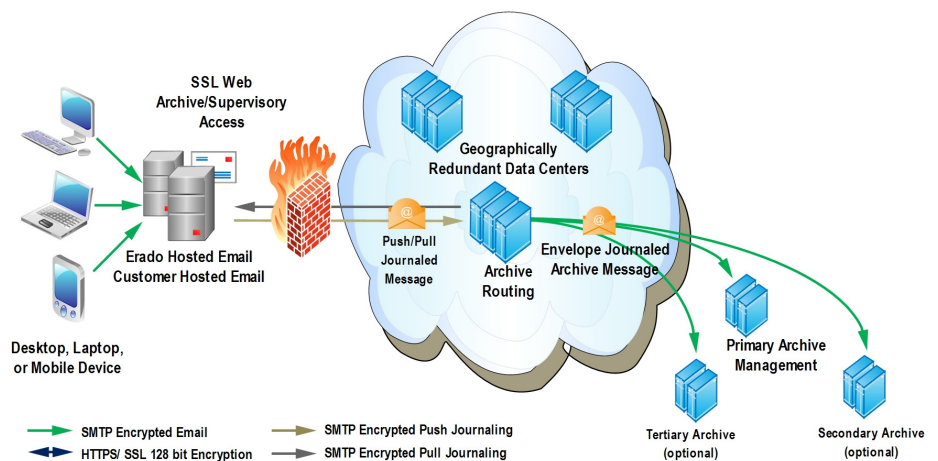 SSL Web
Archive/Supervisory
Access
Geographically
Redundant Data Centers
@
@
Push/Pull
Journaled
Message
Archive
Routing
Envelope Journaled
Archive Message
Erado Hosted Email
Customer Hosted Email
Desktop, Laptop,
or Mobile Device
Primary Archive
Management
Tertiary Archive
(optional)
Secondary Archive
(optional)
SMTP Encrypted Email
HTTPS/ SSL 128 bit Encryption
SMTP Encrypted Push Journaling
SMTP Encrypted Pull Journaling